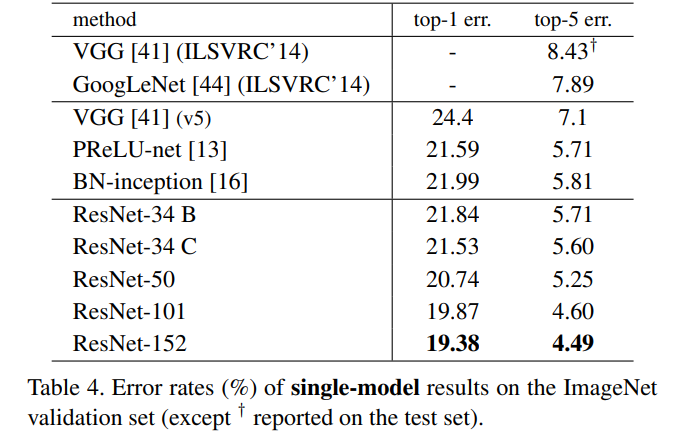 method top-1 err. top-5 err.
VGG [41] (ILSVRC’14) - 8.43†
GoogLeNet [44] (ILSVRC’14) - 7.89
VGG [41] (v5) 24.4 7.1
PReLU-net [13] 21.59 5.71
BN-inception [16] 21.99 5.81
ResNet-34 B 21.84 5.71
ResNet-34 C 21.53 5.60
ResNet-50 20.74 5.25
ResNet-101 19.87 4.60
ResNet-152 19.38 4.49
Table 4. Error rates (%) of single-model results on the ImageNet
validation set (except † reported on the test set).